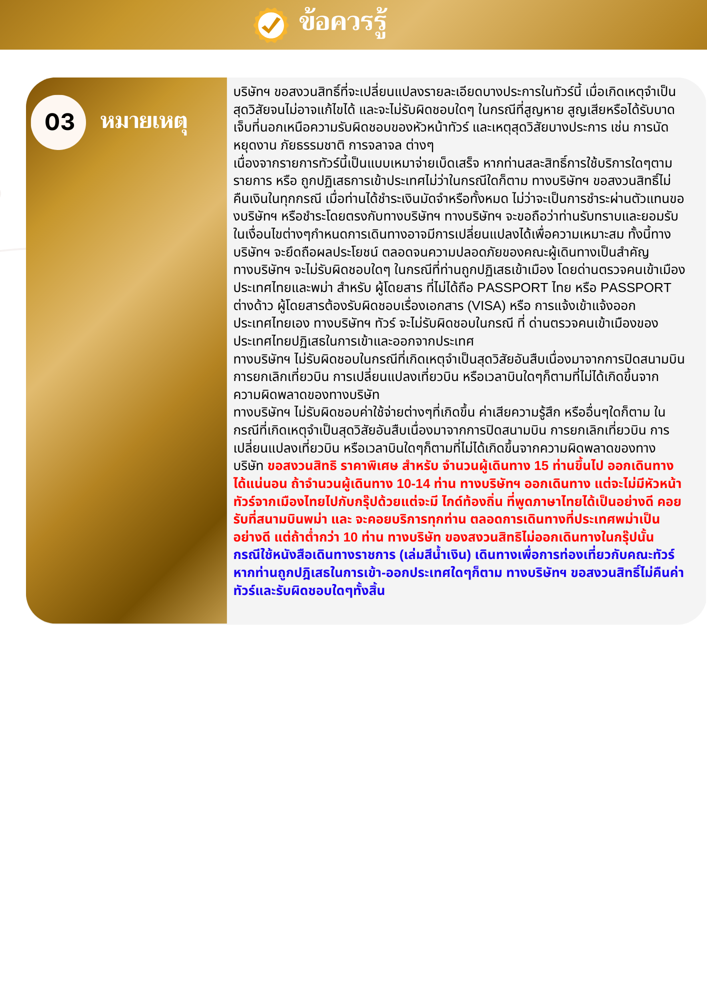 ข้อควรรู้
03
หมายเหตุ
บริษัทฯ ขอสงวนสิทธิ์ที่จะเปลี่ยนแปลงรายละเอียดบางประการในทัวร์นี้ เมื่อเกิดเหตุจำเป็น
สุดวิสัยจนไม่อาจแก้ไขได้ และจะไม่รับผิดชอบใดๆ ในกรณีที่สูญหาย สูญเสียหรือได้รับบาด
เจ็บที่นอกเหนือความรับผิดชอบของหัวหน้าทัวร์ และเหตุสุดวิสัยบางประการ เช่น การนัด
หยุดงาน ภัยธรรมชาติ การจลาจล ต่างๆ
เนื่องจากรายการทัวร์นี้เป็นแบบเหมาจ่ายเบ็ดเสร็จ หากท่านสละสิทธิ์การใช้บริการใดๆตาม
รายการ หรือ ถูกปฏิเสธการเข้าประเทศไม่ว่าในกรณีใดก็ตาม ทางบริษัทฯ ขอสงวนสิทธิ์ไม่
คืนเงินในทุกกรณี เมื่อท่านได้ชำระเงินมัดจำหรือทั้งหมด ไม่ว่าจะเป็นการชำระผ่านตัวแทนขอ
งบริษัทฯ หรือชำระโดยตรงกับทางบริษัทฯ ทางบริษัทฯ จะขอถือว่าท่านรับทราบและยอมรับ
ในเงื่อนไขต่างๆกำหนดการเดินทางอาจมีการเปลี่ยนแปลงได้เพื่อความเหมาะสม ทั้งนี้ทาง
บริษัทฯ จะยึดถือผลประโยชน์ ตลอดจนความปลอดภัยของคณะผู้เดินทางเป็นสำคัญ
ทางบริษัทฯ จะไม่รับผิดชอบใดๆ ในกรณีที่ท่านถูกปฏิเสธเข้าเมือง โดยด่านตรวจคนเข้าเมือง
ประเทศไทยและพม่า สำหรับ ผู้โดยสาร ที่ไม่ได้ถือ PASSPORT ไทย หรือ PASSPORT
ต่างด้าว ผู้โดยสารต้องรับผิดชอบเรื่องเอกสาร (VISA) หรือ การแจ้งเข้าแจ้งออก
ประเทศไทยเอง ทางบริษัทฯ ทัวร์ จะไม่รับผิดชอบในกรณี ที่ ด่านตรวจคนเข้าเมืองของ
ประเทศไทยปฏิเสธในการเข้าและออกจากประเทศ
ทางบริษัทฯ ไม่รับผิดชอบในกรณีที่เกิดเหตุจำเป็นสุดวิสัยอันสืบเนื่องมาจากการปิดสนามบิน
การยกเลิกเที่ยวบิน การเปลี่ยนแปลงเที่ยวบิน หรือเวลาบินใดๆก็ตามที่ไม่ได้เกิดขึ้นจาก
ความผิดพลาดของทางบริษัท
ทางบริษัทฯ ไม่รับผิดชอบค่าใช้จ่ายต่างๆที่เกิดขึ้น ค่าเสียความรู้สึก หรืออื่นๆใดก็ตาม ใน
กรณีที่เกิดเหตุจำเป็นสุดวิสัยอันสืบเนื่องมาจากการปิดสนามบิน การยกเลิกเที่ยวบิน การ
เปลี่ยนแปลงเที่ยวบิน หรือเวลาบินใดๆก็ตามที่ไม่ได้เกิดขึ้นจากความผิดพลาดของทาง
บริษัท ขอสงวนสิทธิ ราคาพิเศษ สำหรับ จำนวนผู้เดินทาง 15 ท่านขึ้นไป ออกเดินทาง
ได้แน่นอน ถ้าจำนวนผู้เดินทาง 10-14 ท่าน ทางบริษัทฯ ออกเดินทาง แต่จะไม่มีหัวหน้า
ทัวร์จากเมืองไทยไปกับกรุ๊ปด้วยแต่จะมี ไกด์ท้องถิ่น ที่พูดภาษาไทยได้เป็นอย่างดี คอย
รับที่สนามบินพม่า และ จะคอยบริการทุกท่าน ตลอดการเดินทางที่ประเทศพม่าเป็น
อย่างดี แต่ถ้าต่ำกว่า 10 ท่าน ทางบริษัท ของสงวนสิทธิไม่ออกเดินทางในกรุ๊ปนั้น
กรณีใช้หนังสือเดินทางราชการ (เล่มสีน้ำเงิน) เดินทางเพื่อการท่องเที่ยวกับคณะทัวร์
หากท่านถูกปฎิเสธในการเข้า-ออกประเทศใดๆก็ตาม ทางบริษัทฯ ขอสงวนสิทธิ์ไม่คืนค่า
ทัวร์และรับผิดชอบใดๆทั้งสิ้น